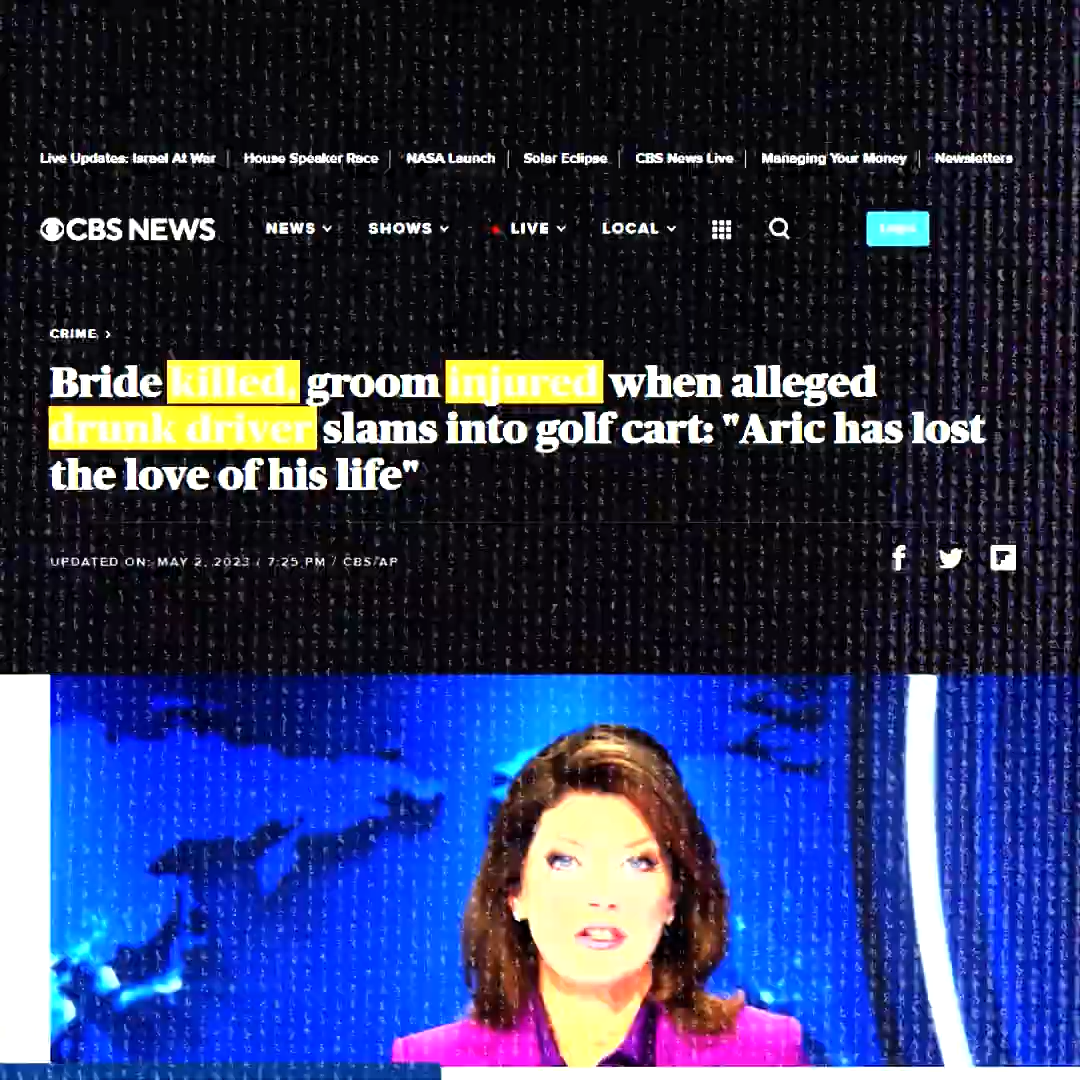 Live Updates: Israel At War | House Speaker Race | NASA Launch | Solar Eclipse | CBS News Live | Managing Your Money | Newsletters
CBS NEWS NEWS SHOWS LIVE LOCAL Login
CRIME >
Bride killed, groom injured when alleged
drunk driver slams into golf cart: "Aric has lost
the love of his life"
UPDATED ON: MAY 2, 2023 / 7:25 PM / CBS/AP